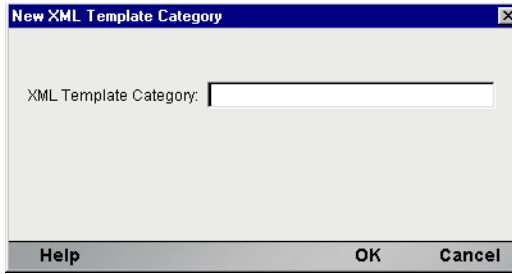 New XML Template Category
XML Template Category:
Help OK Cancel